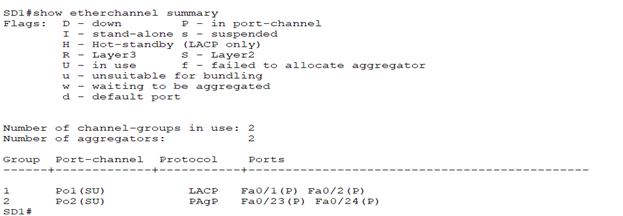 SD1#show etherchannel summary
Flags:  D - down        P - in port-channel
        I - stand-alone s - suspended
        H - Hot-standby (LACP only)
        R - Layer3      S - Layer2
        U - in use      f - failed to allocate aggregator
        u - unsuitable for bundling
        w - waiting to be aggregated
        d - default port
Number of channel-groups in use: 2
Number of aggregators:           2
Group  Port-channel  Protocol    Ports
------+-------------+-----------+----------------------------------------------
1      Po1(SU)           LACP   Fa0/1(P) Fa0/2(P)
2      Po2(SU)           PAgP   Fa0/23(P) Fa0/24(P)
SD1#